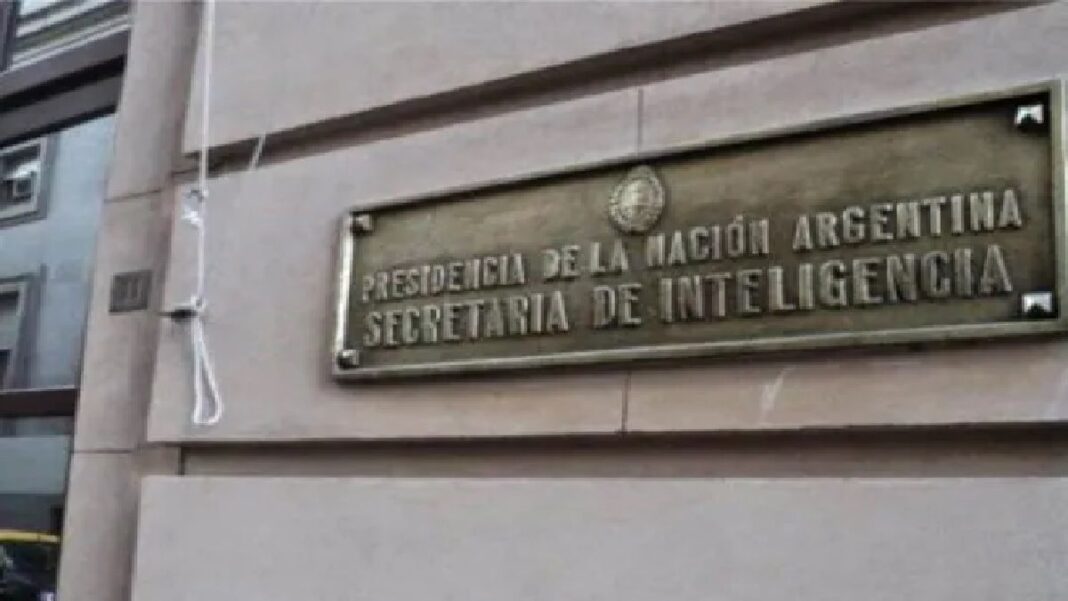 PRESIDENCIA DE LA NACIÓN ARGENTINA
SECRETARIA DE INTELIGENCIA